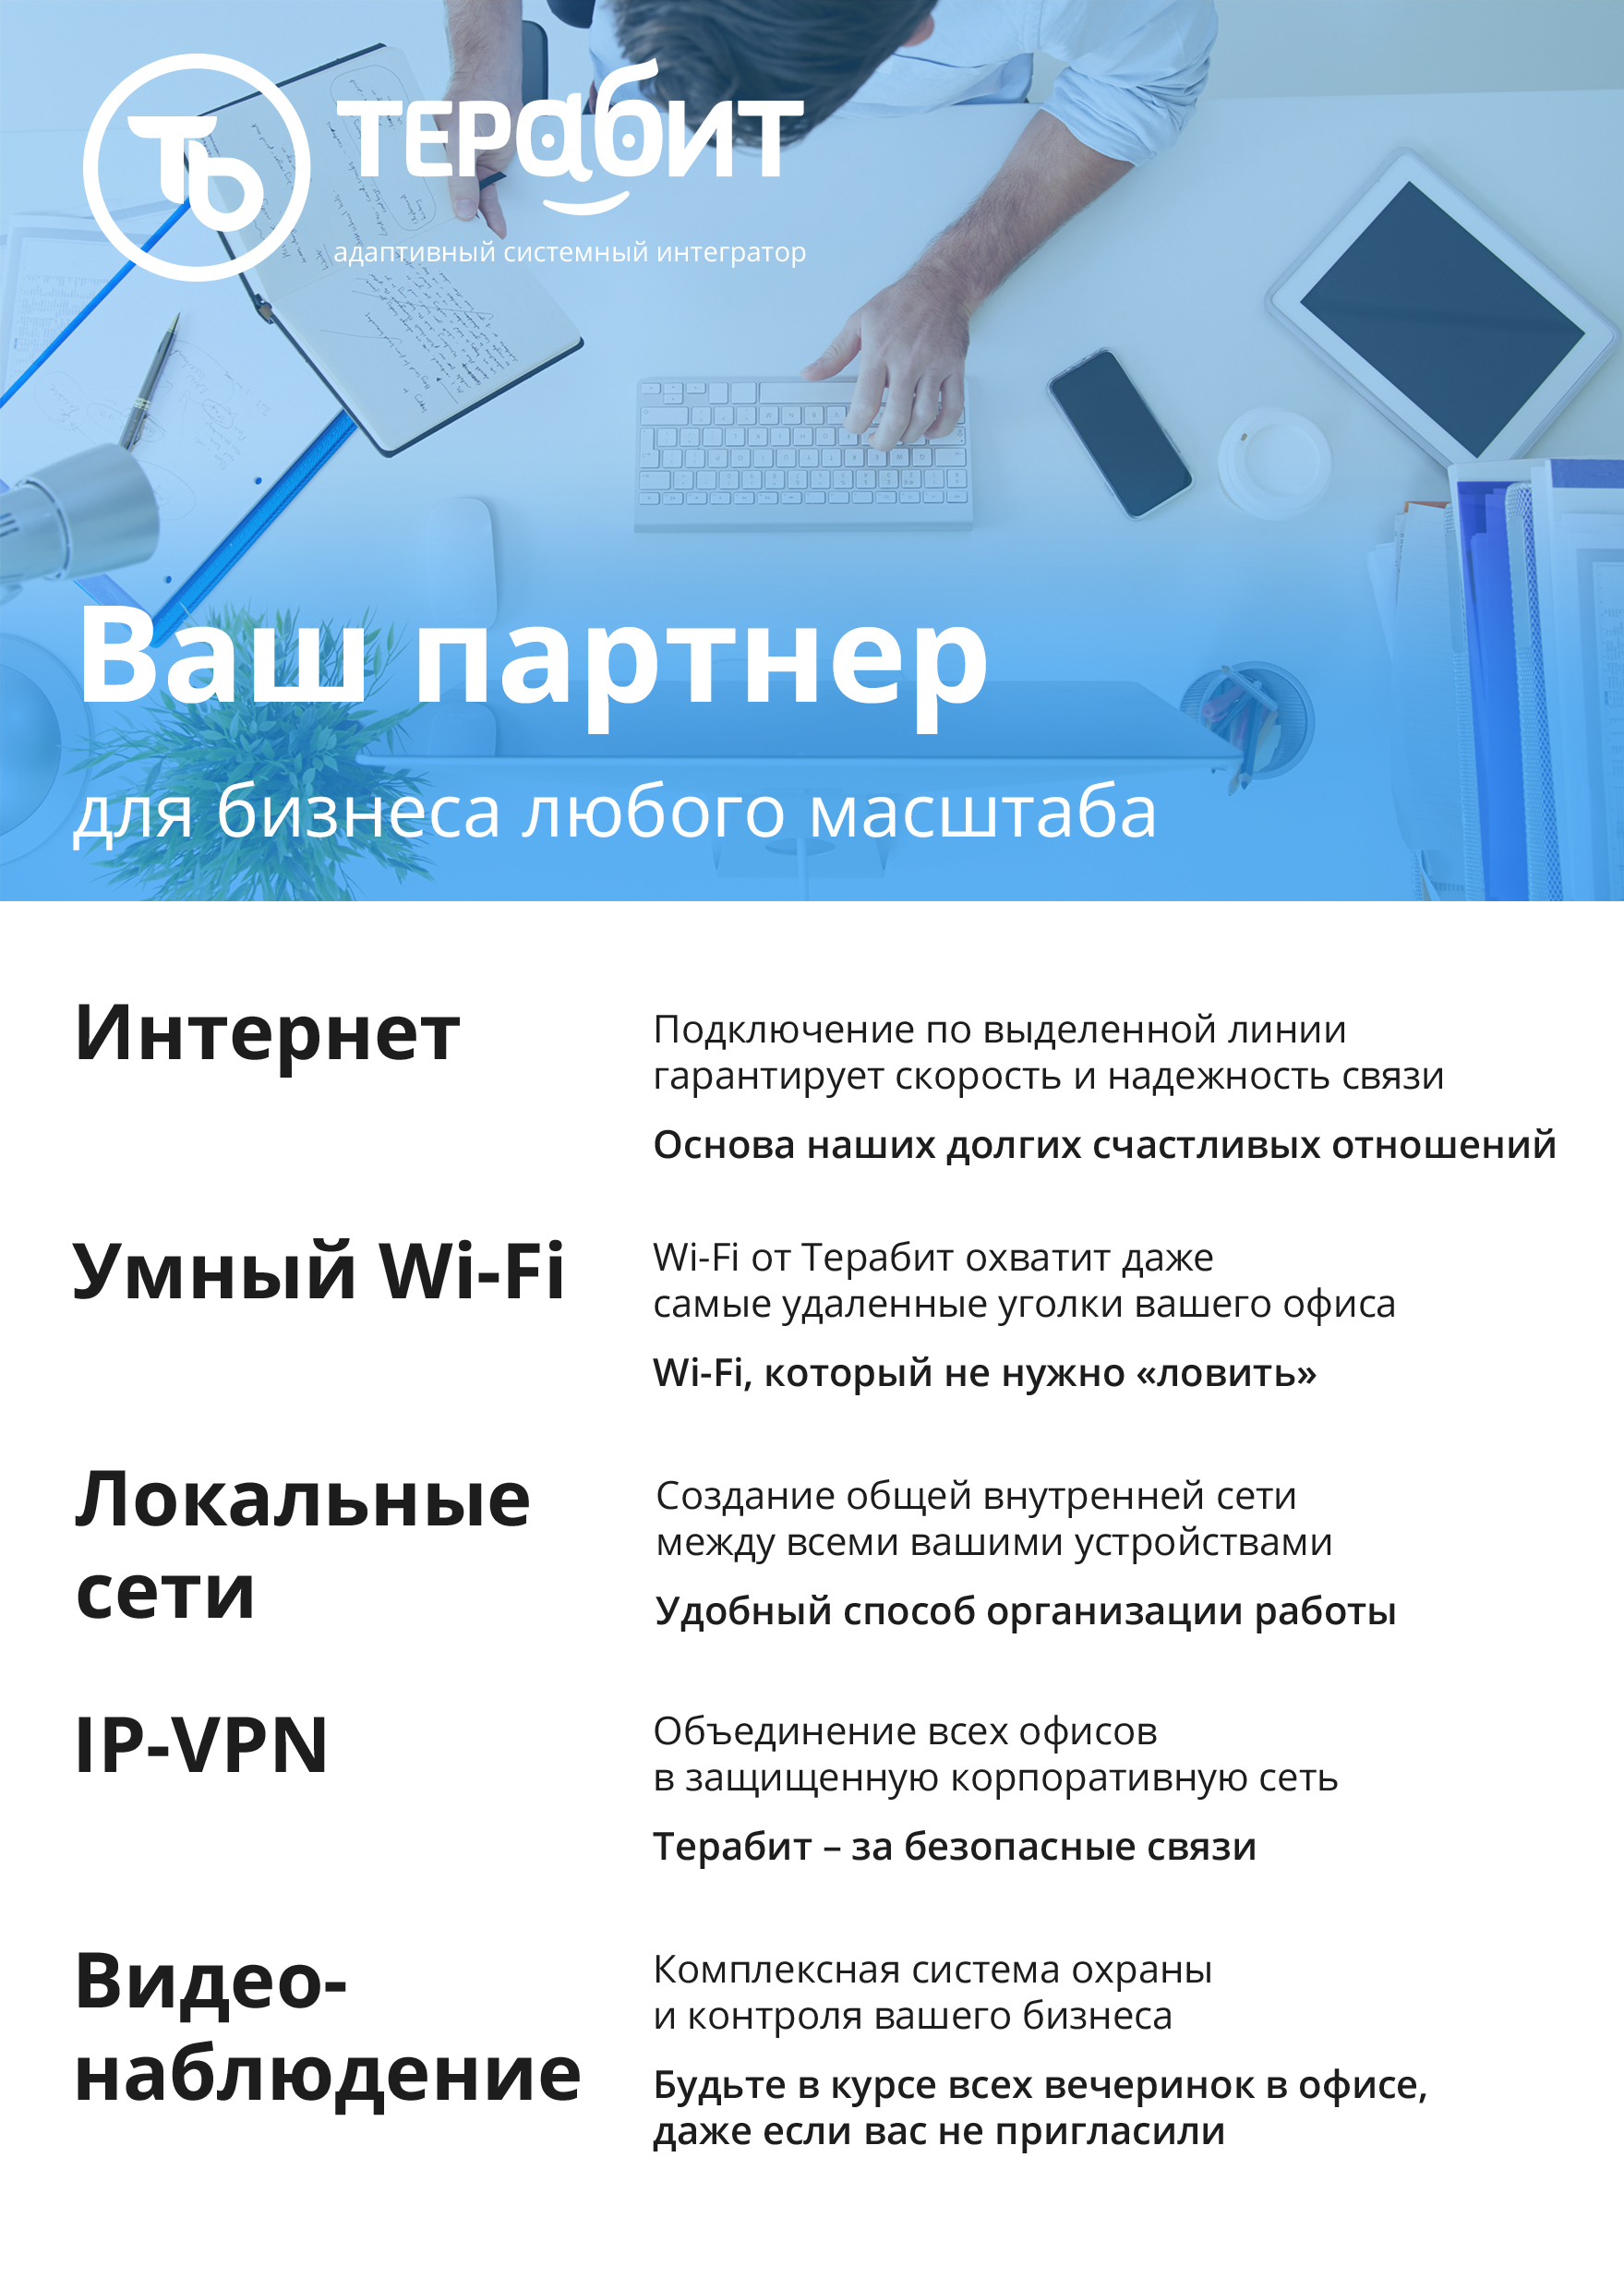 ТЬ
ТЕРАБИТ
адаптивный системный интегратор
Ваш партнер
для бизнеса любого масштаба
Интернет
Подключение по выделенной линии
гарантирует скорость и надежность связи
Основа наших долгих счастливых отношений
Умный Wi-Fi
Wi-Fi от Терабит охватит даже
самые удаленные уголки вашего офиса
Wi-Fi, который не нужно «ловить»
Локальные
сети
Создание общей внутренней сети
между всеми вашими устройствами
Удобный способ организации работы
IP-VPN
Объединение всех офисов
в защищенную корпоративную сеть
Терабит – за безопасные связи
Видео-
наблюдение
Комплексная система охраны
и контроля вашего бизнеса
Будьте в курсе всех вечеринок в офисе,
даже если вас не пригласили